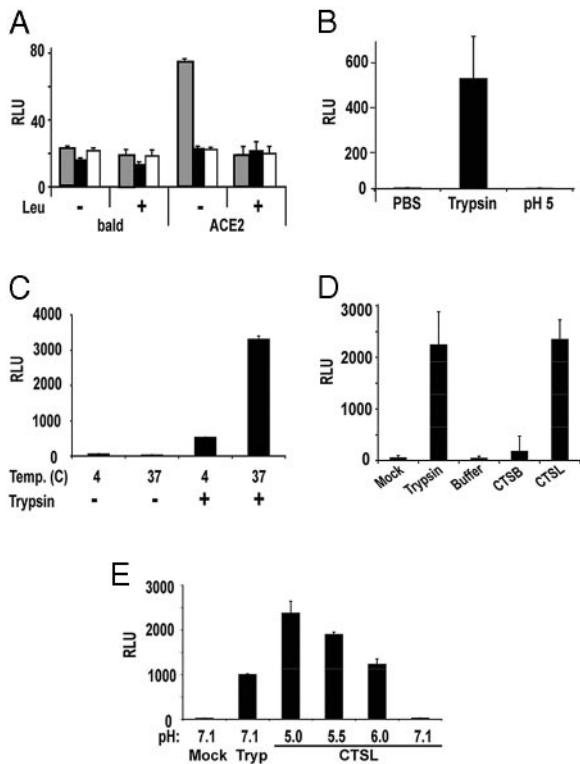 A
80
60
40
20
0
RLU
Leu - + - +
bald ACE2
B
600
400
200
0
RLU
PBS Trypsin pH 5
C
4000
3000
2000
1000
0
RLU
Temp. (C) 4 37 4 37
Trypsin - - + +
D
3000
2000
1000
0
RLU
Mock Trypsin Buffer CTSB CTSL
E
3000
2000
1000
0
RLU
pH: 7.1 7.1 5.0 5.5 6.0 7.1
Mock Tryp CTSL